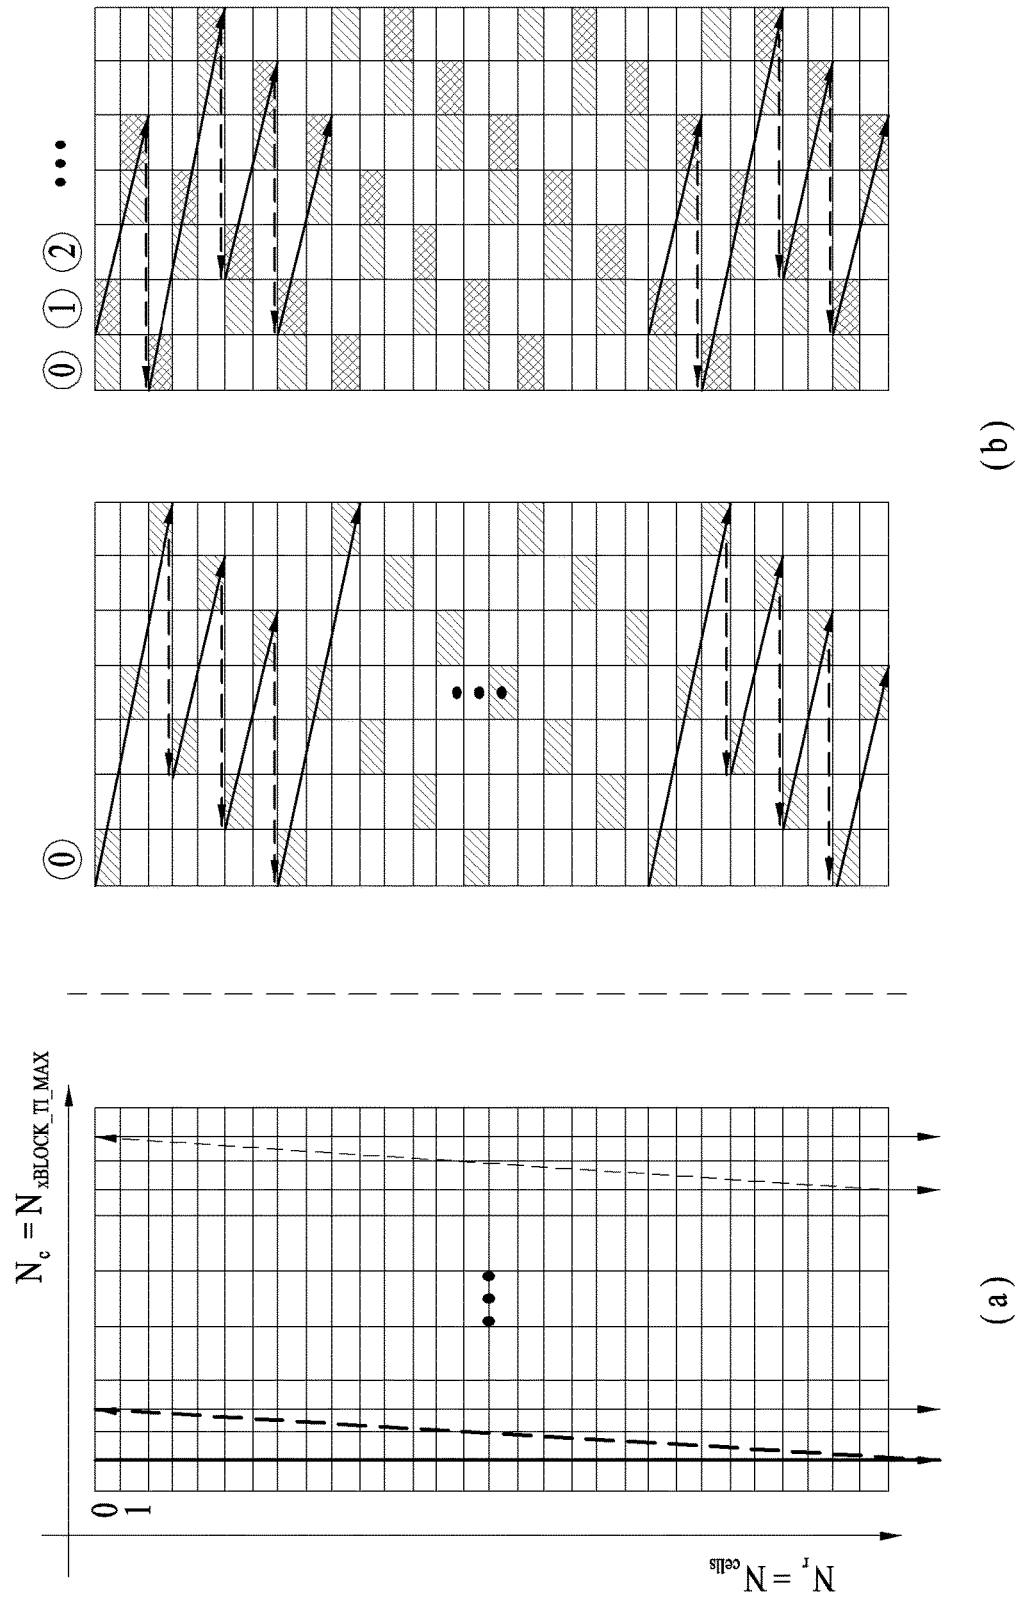 N_c = N_xBLOCK_TI_MAX
0
1
N_r = N_cells
(a)
0
0 1 2 •••
(b)